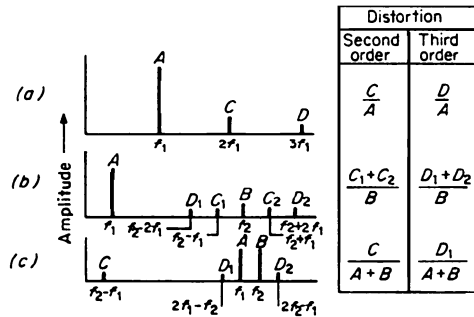 Distortion
Second order
Third order
(a)
A
C
D
f₁
2f₁
3f₁
C/A
D/A
Amplitude
(b)
A
D₁
C₁
B
C₂
D₂
f₁
f₂-2f₁
f₂-f₁
f₂
f₂+2f₁
f₂+f₁
C₁+C₂/B
D₁+D₂/B
(c)
C
D₁
A
B
D₂
f₂-f₁
2f₁-f₂
f₁
f₂
2f₂-f₁
C/A+B
D₁/A+B